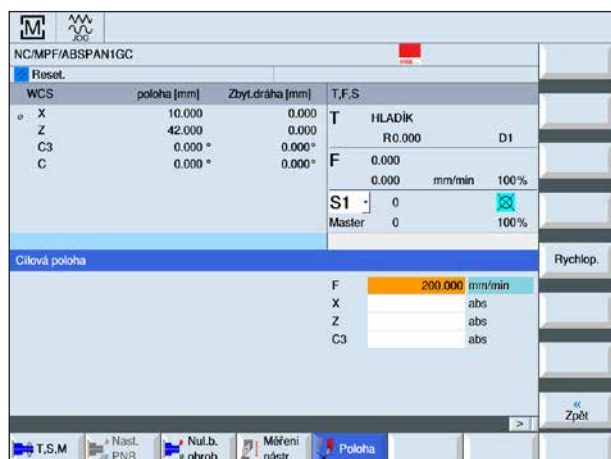 M JOG
NC/MPF/ABSPAN1GC
Reset.
WCS poloha [mm] Zbyt.dráha [mm] T,F,S
ø X 10.000 0.000
Z 42.000 0.000
C3 0.000 ° 0.000°
C 0.000 ° 0.000°
T HLADÍK
R0.000 D1
F 0.000
0.000 mm/min 100%
S1 0
Master 0 100%
Cílová poloha
Rychlop.
F 200.000 mm/min
X abs
Z abs
C3 abs
« Zpět
>
T,S,M Nast. Nul.b. Měření Poloha
PNB obrob. nástr.